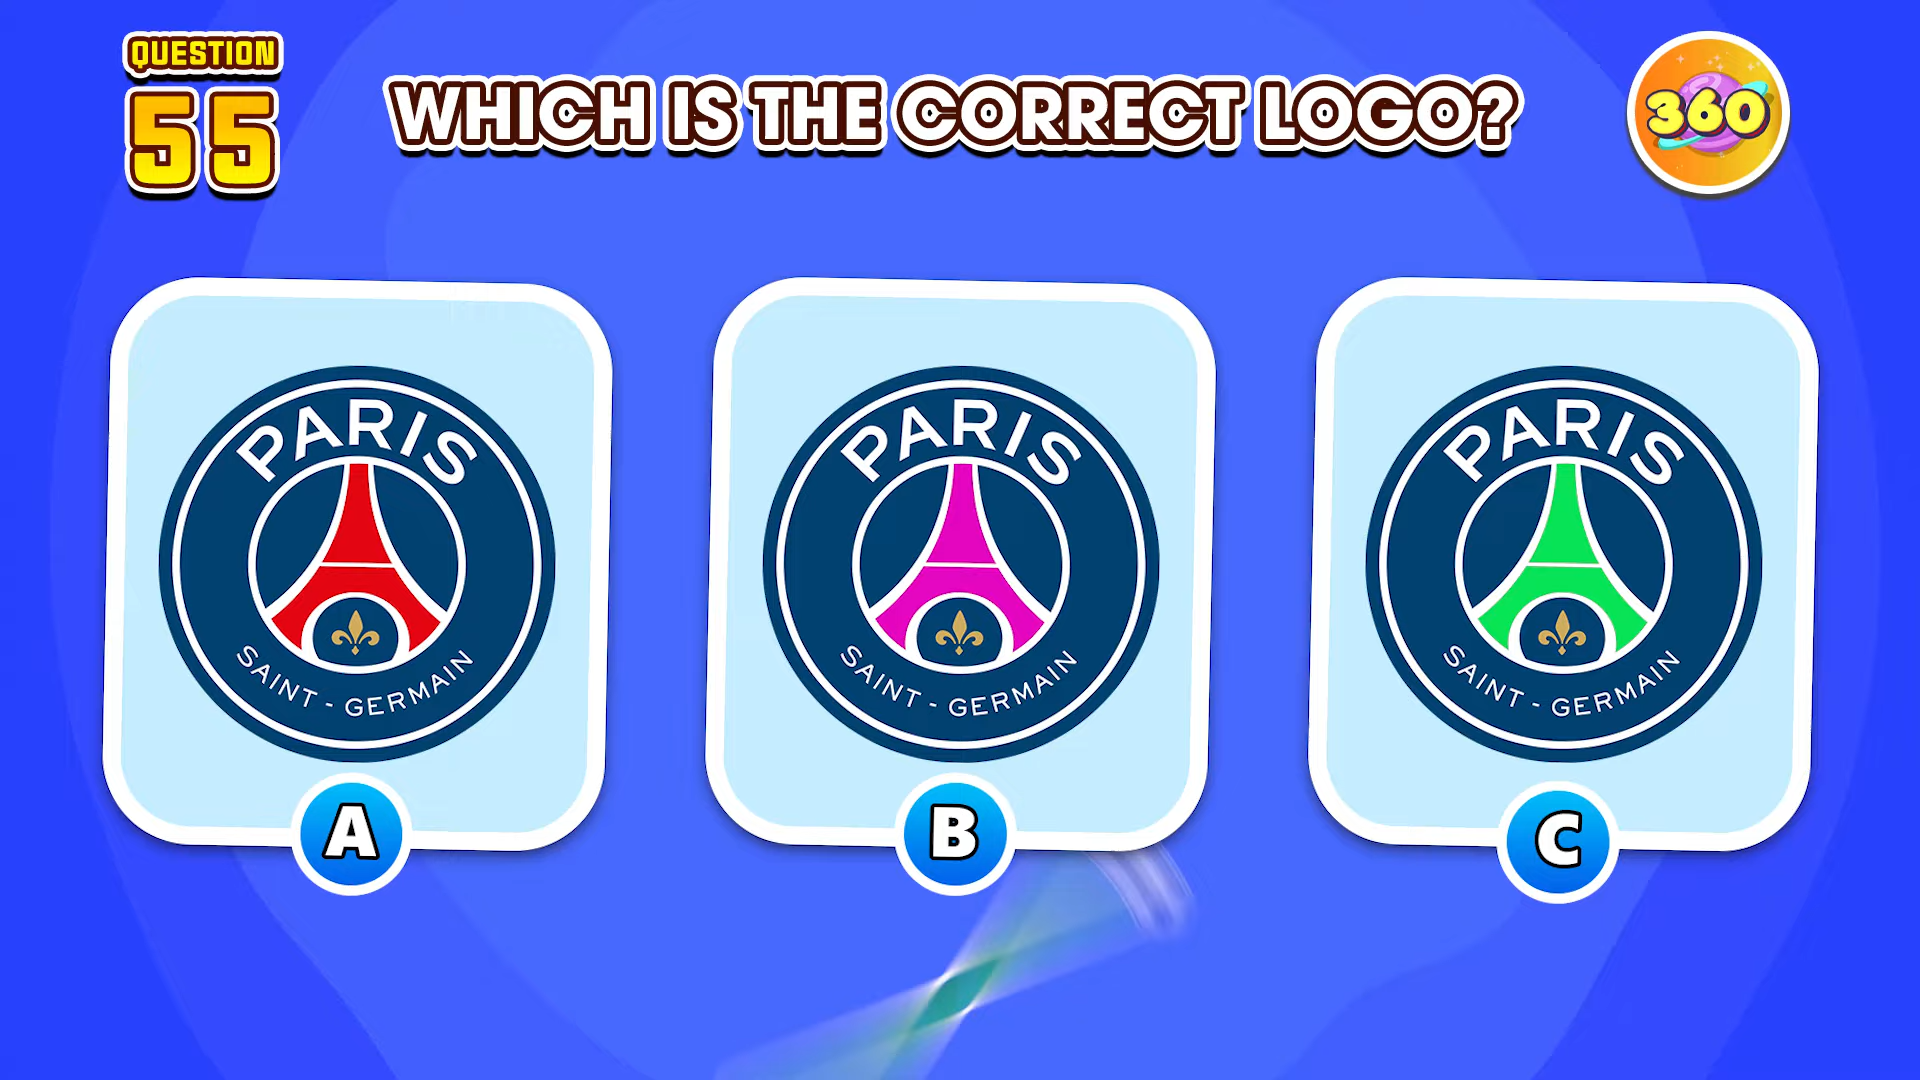 QUESTION
55
WHICH IS THE CORRECT LOGO?
360
PARIS
SAINT - GERMAIN
PARIS
SAINT - GERMAIN
PARIS
SAINT - GERMAIN
A
B
C